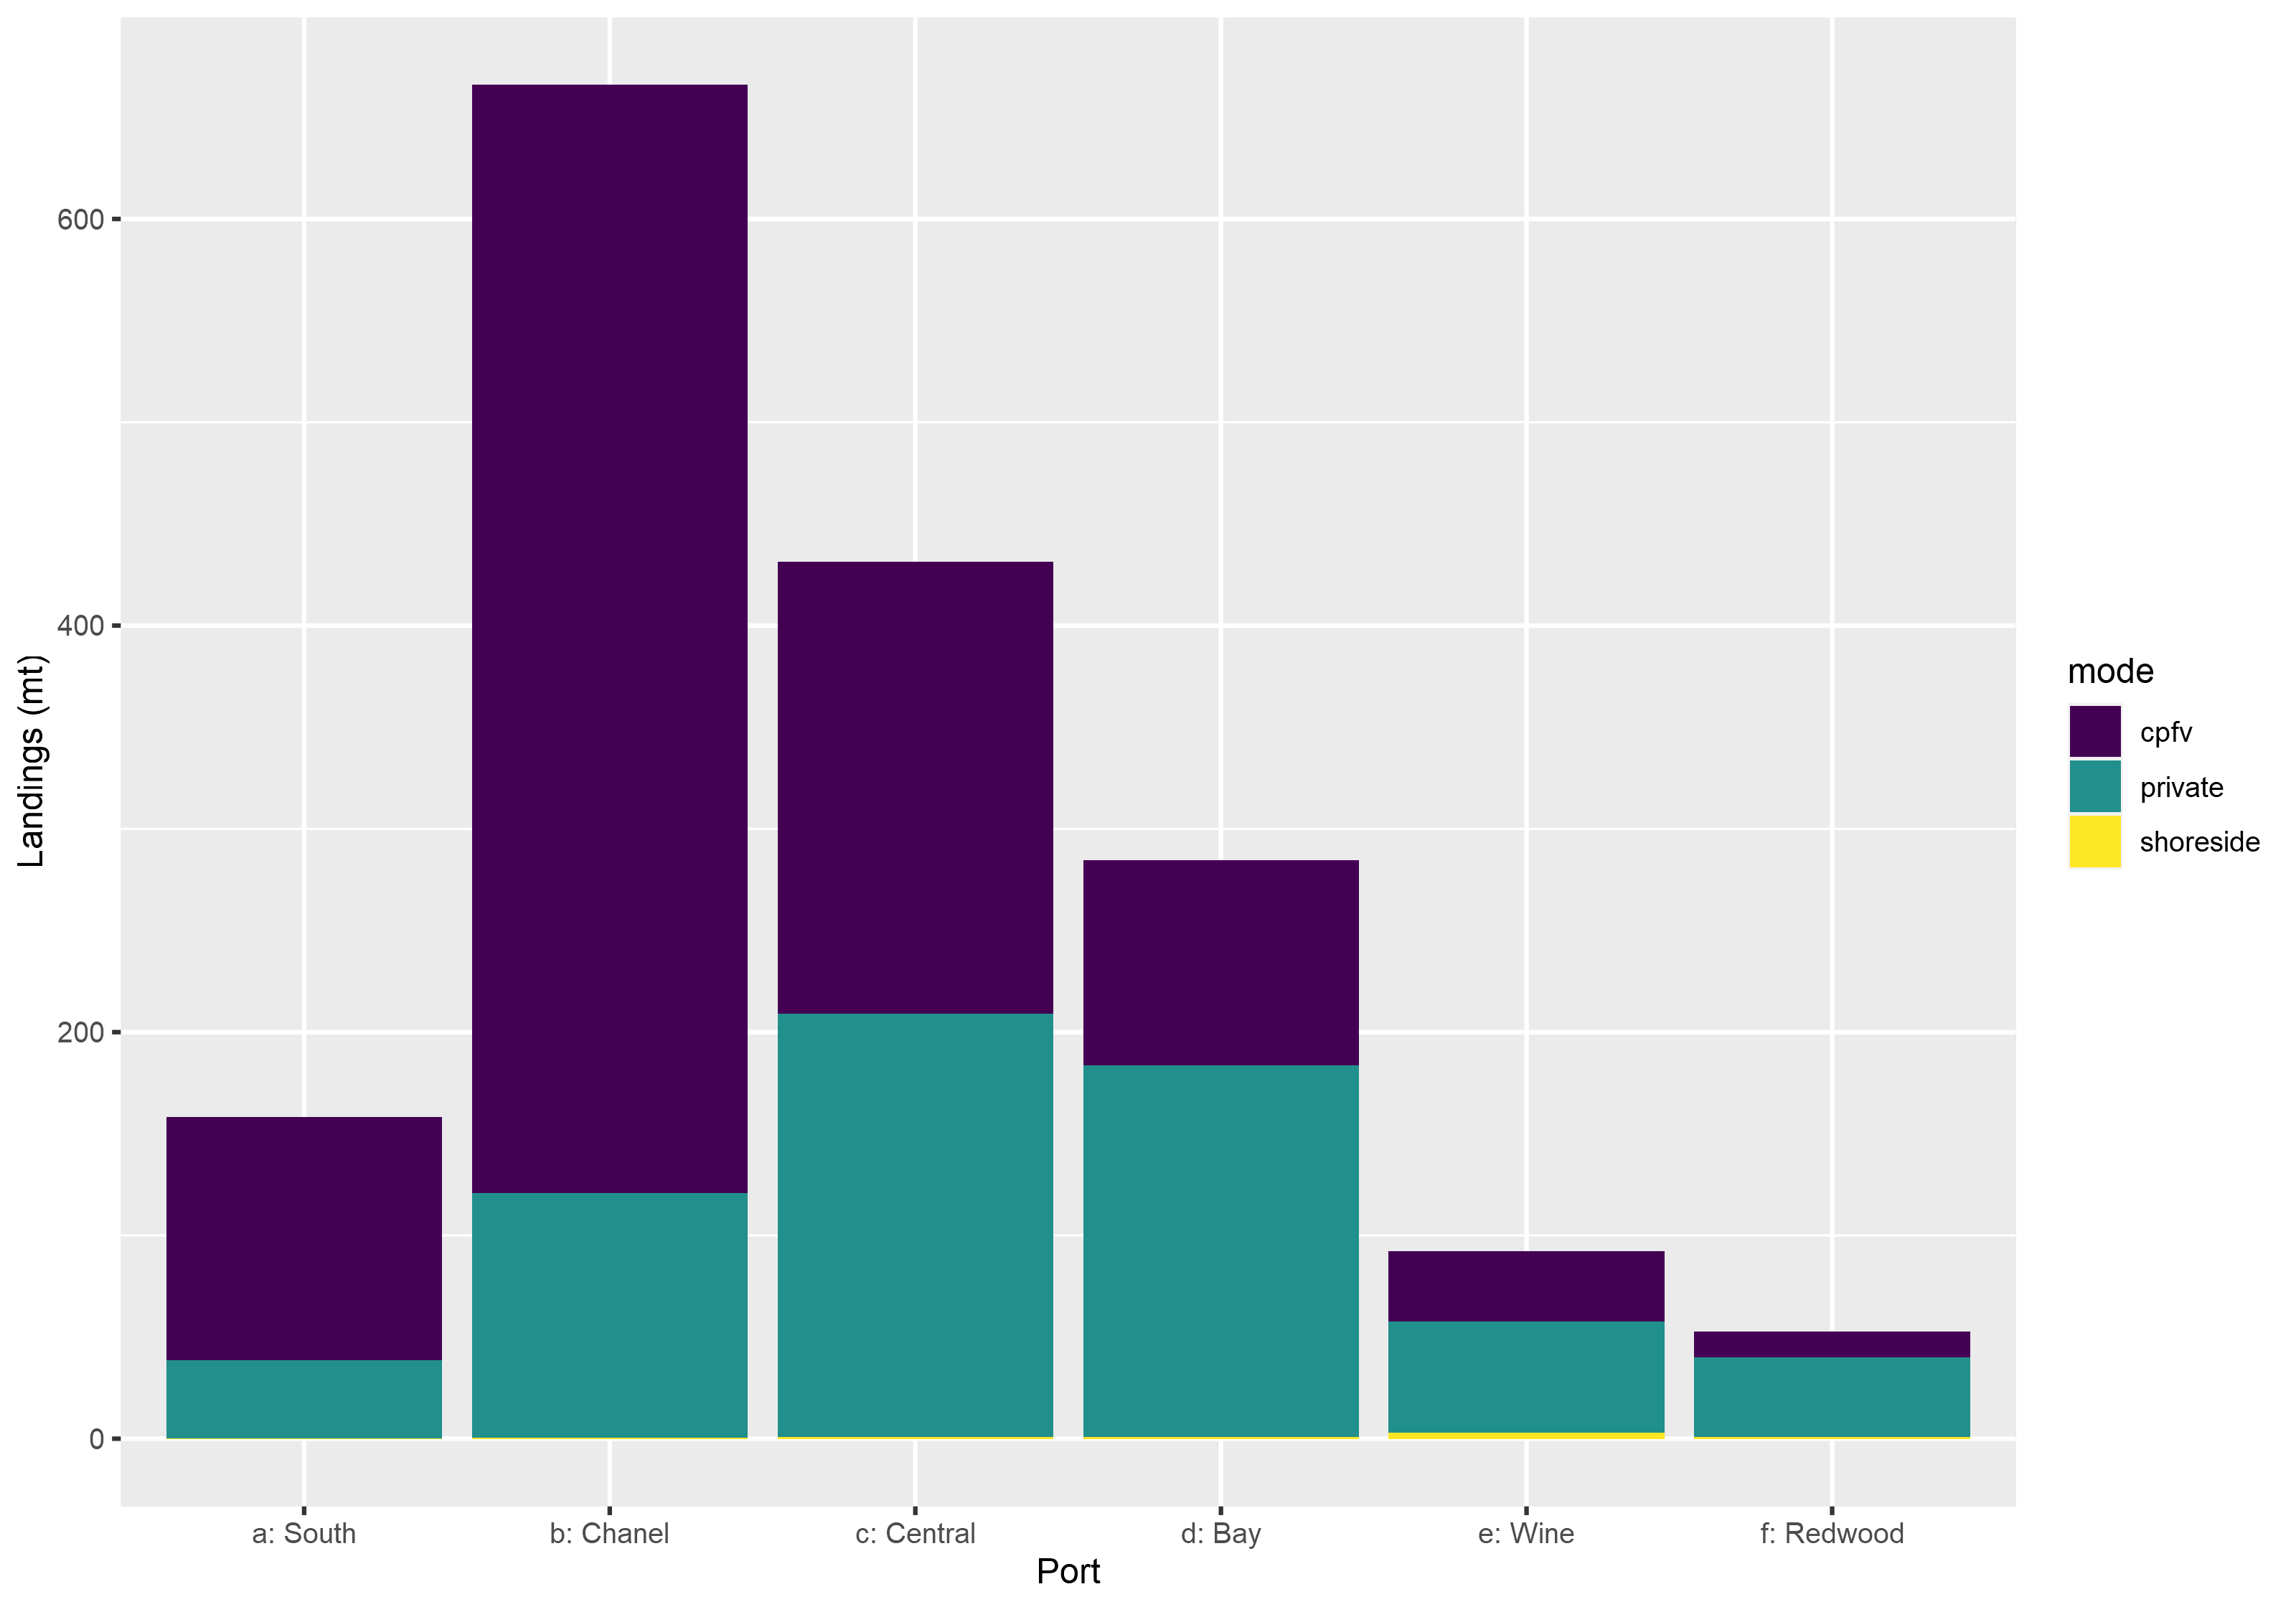 Landings (mt)
600
400
200
0
a: South
b: Chanel
c: Central
d: Bay
e: Wine
f: Redwood
Port
mode
cpfv
private
shoreside